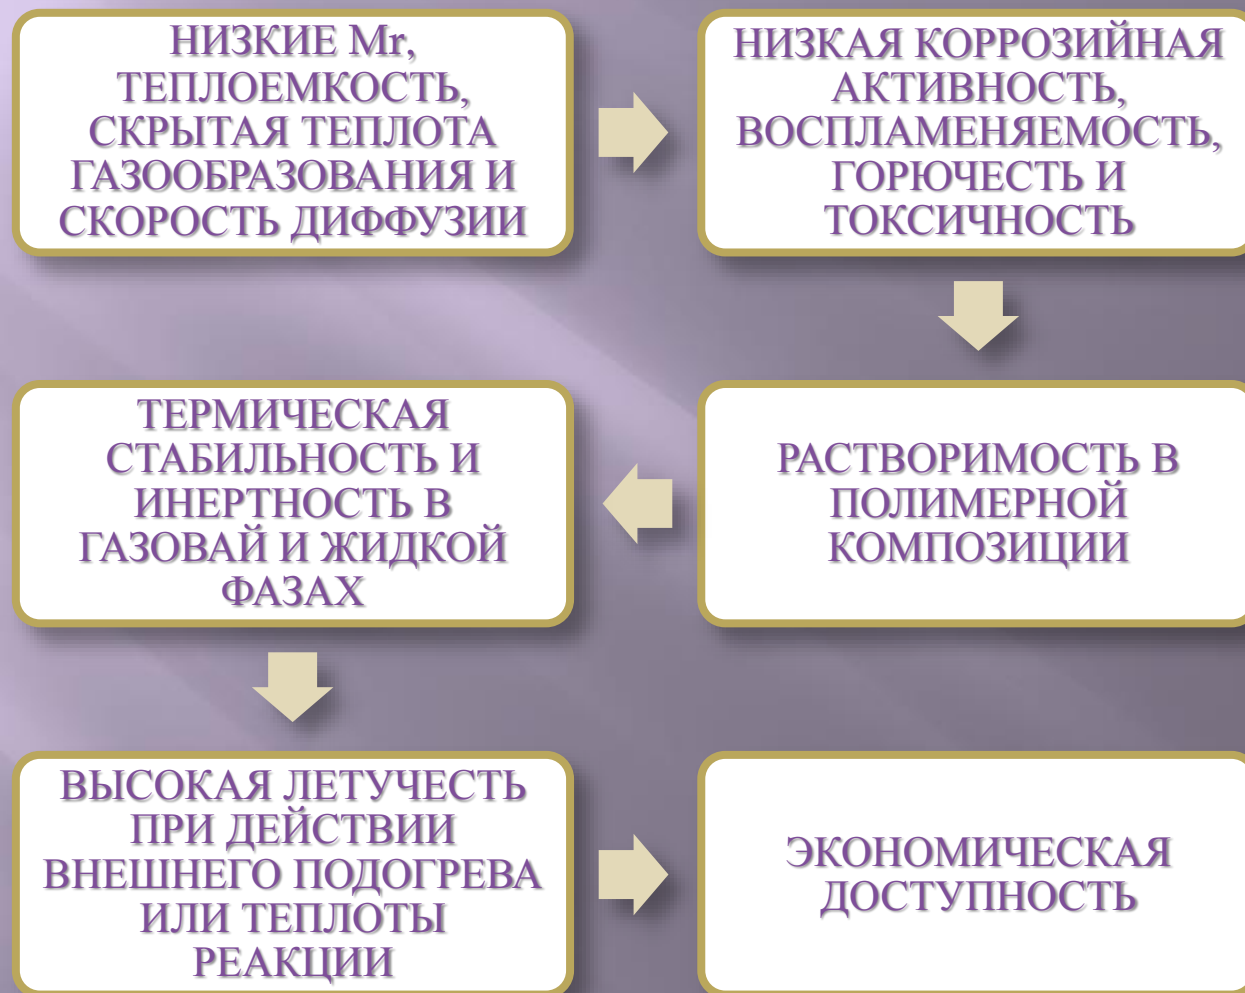 НИЗКИЕ Mr,
ТЕПЛОЕМКОСТЬ,
СКРЫТАЯ ТЕПЛОТА
ГАЗООБРАЗОВАНИЯ И
СКОРОСТЬ ДИФФУЗИИ
НИЗКАЯ КОРРОЗИЙНАЯ
АКТИВНОСТЬ,
ВОСПЛАМЕНЯЕМОСТЬ,
ГОРЮЧЕСТЬ И
ТОКСИЧНОСТЬ
РАСТВОРИМОСТЬ В
ПОЛИМЕРНОЙ
КОМПОЗИЦИИ
ТЕРМИЧЕСКАЯ
СТАБИЛЬНОСТЬ И
ИНЕРТНОСТЬ В
ГАЗОВАЙ И ЖИДКОЙ
ФАЗАХ
ВЫСОКАЯ ЛЕТУЧЕСТЬ
ПРИ ДЕЙСТВИИ
ВНЕШНЕГО ПОДОГРЕВА
ИЛИ ТЕПЛОТЫ
РЕАКЦИИ
ЭКОНОМИЧЕСКАЯ
ДОСТУПНОСТЬ